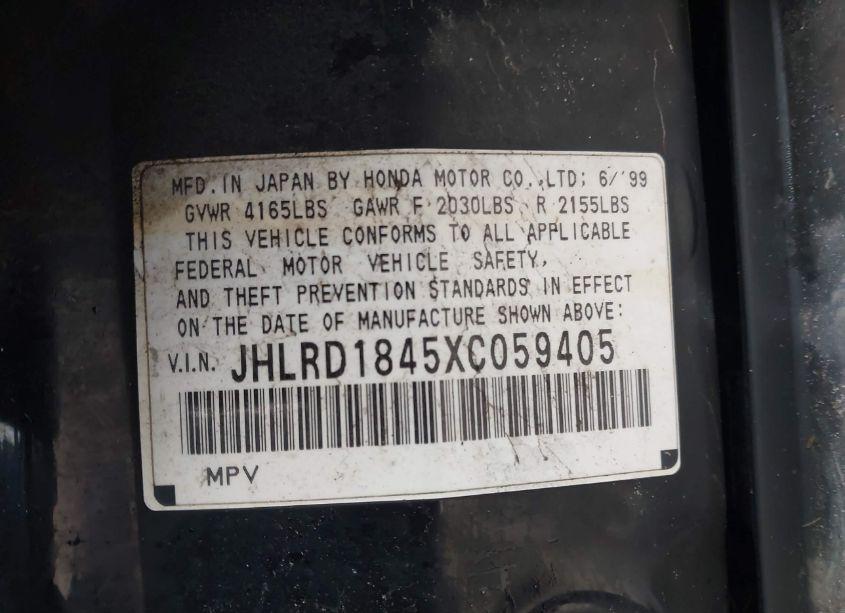 MFD. IN JAPAN BY HONDA MOTOR CO.,LTD; 6/'99
GVWR 4165LBS GAWR F 2030LBS R 2155LBS
THIS VEHICLE CONFORMS TO ALL APPLICABLE
FEDERAL MOTOR VEHICLE SAFETY,
AND THEFT PREVENTION STANDARDS IN EFFECT
ON THE DATE OF MANUFACTURE SHOWN ABOVE:
V.I.N. JHLRD1845XC059405
MPV